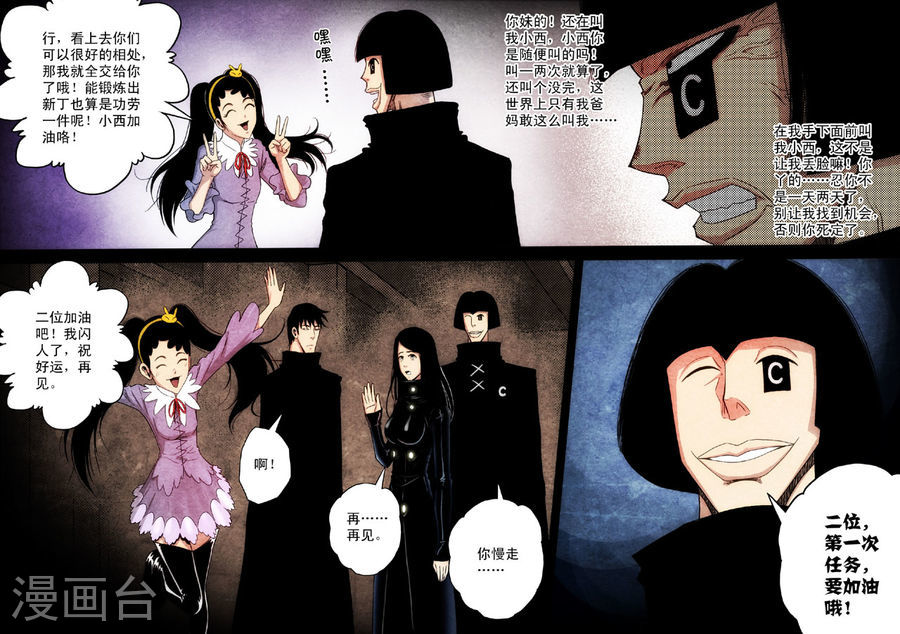 行，看上去你们
可以很好的相处，
那我就全交给你
了哦！能锻炼出
新丁也算是功劳
一件呢！小西加
油咯！
嘿
嘿
……
你妹的！还在叫
我小西，小西你
是随便叫的吗！
叫一两次就算了，
还叫个没完，这
世界上只有我爸
妈敢这么叫我……
C
在我手下面前叫
我小西，这不是
让我丢脸嘛！你
丫的……忍你不
是一天两天了，
别让我找到机会，
否则你死定了。
二位加油
吧！我闪
人了，祝
好运，再
见。
啊！
再……
再见。
你慢走
……
C
C
二位，
第一次
任务，
要加油
哦！
漫画台